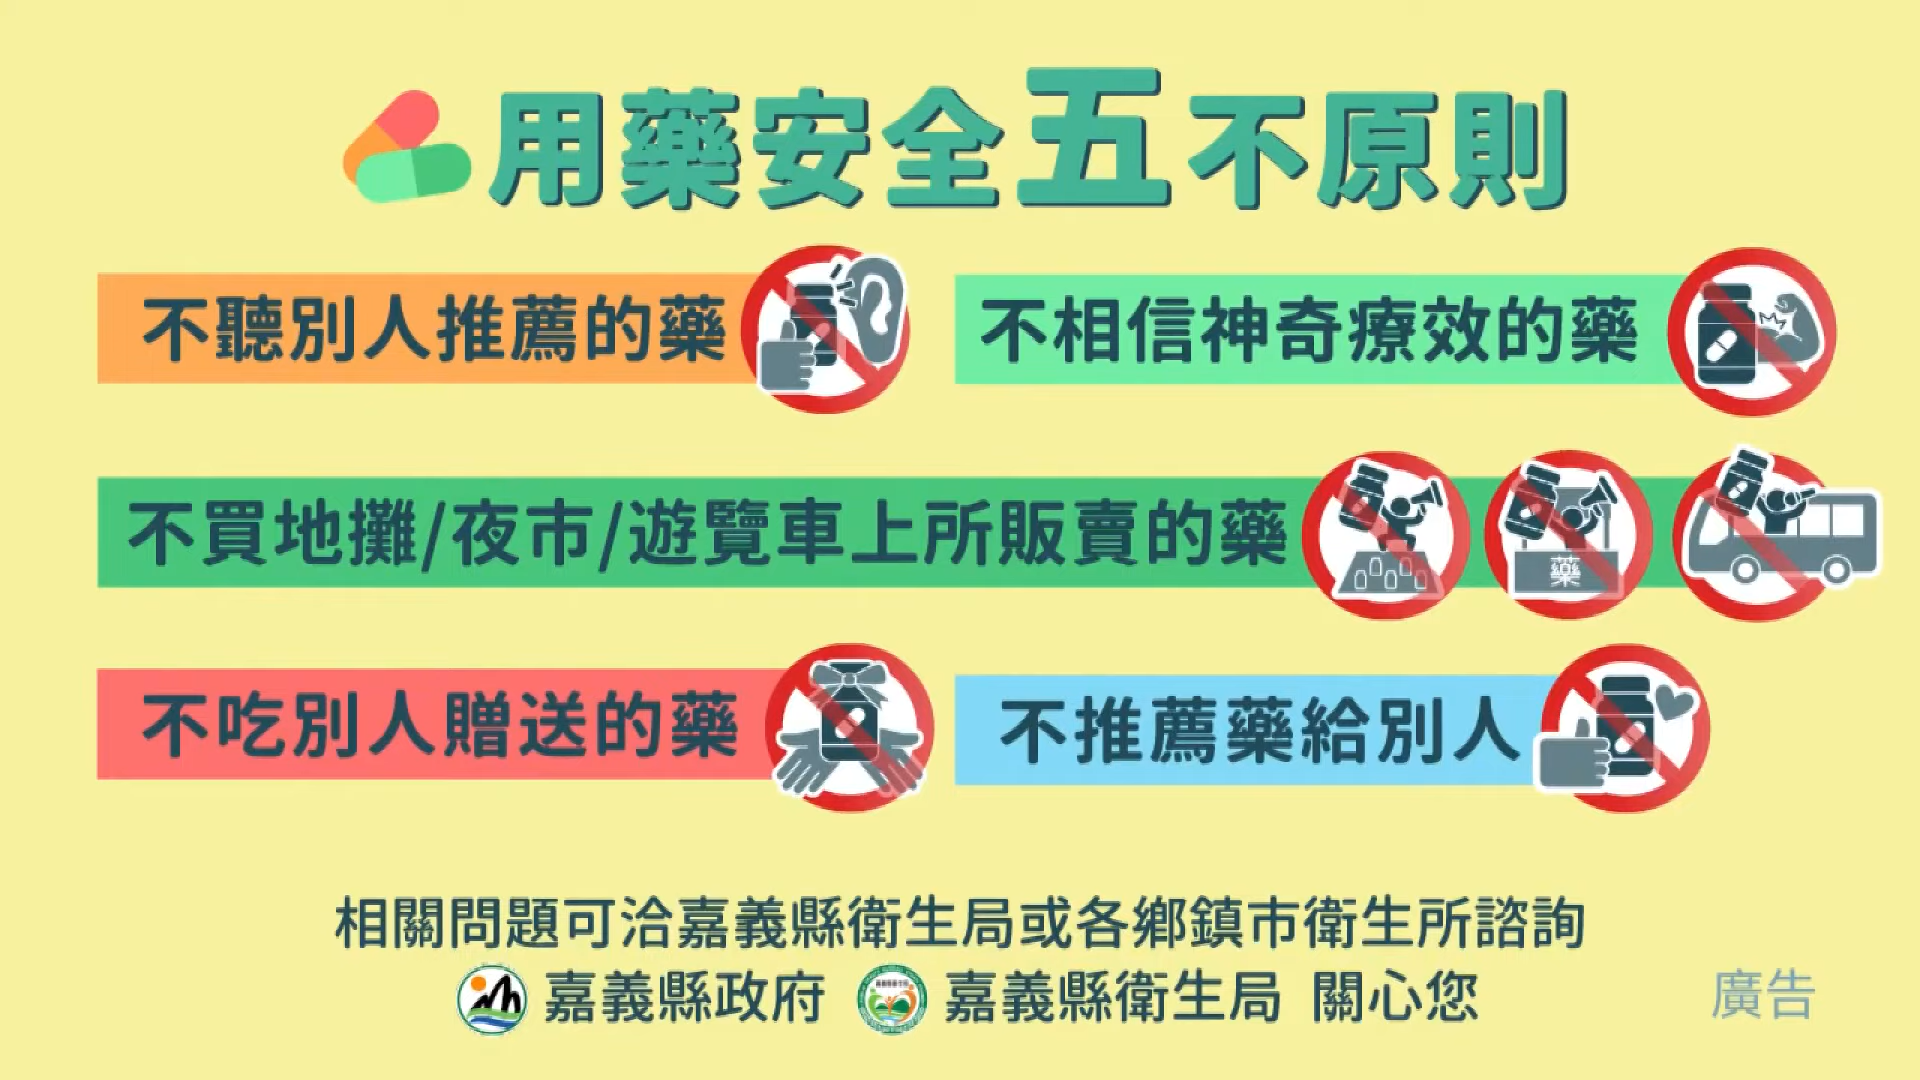 用藥安全五不原則
不聽別人推薦的藥
不相信神奇療效的藥
不買地攤/夜市/遊覽車上所販賣的藥
藥
不吃別人贈送的藥
不推薦藥給別人
相關問題可洽嘉義縣衛生局或各鄉鎮市衛生所諮詢
嘉義縣政府 嘉義縣衛生局 關心您
廣告